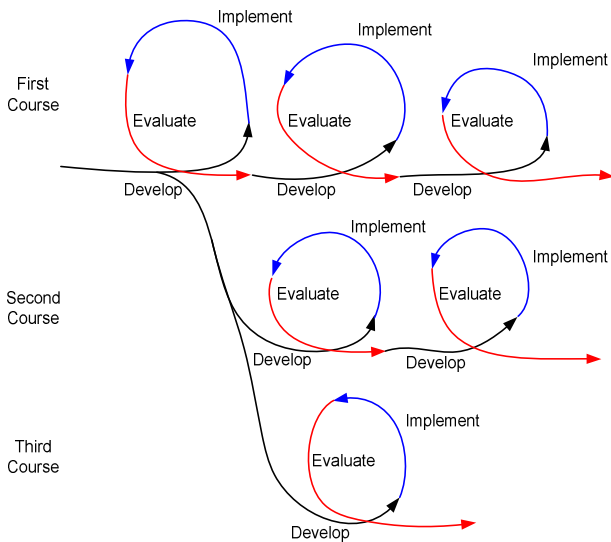 Implement
Implement
Implement
First
Course
Evaluate
Evaluate
Evaluate
Develop
Develop
Develop
Implement
Implement
Second
Course
Evaluate
Evaluate
Develop
Develop
Implement
Third
Course
Evaluate
Develop